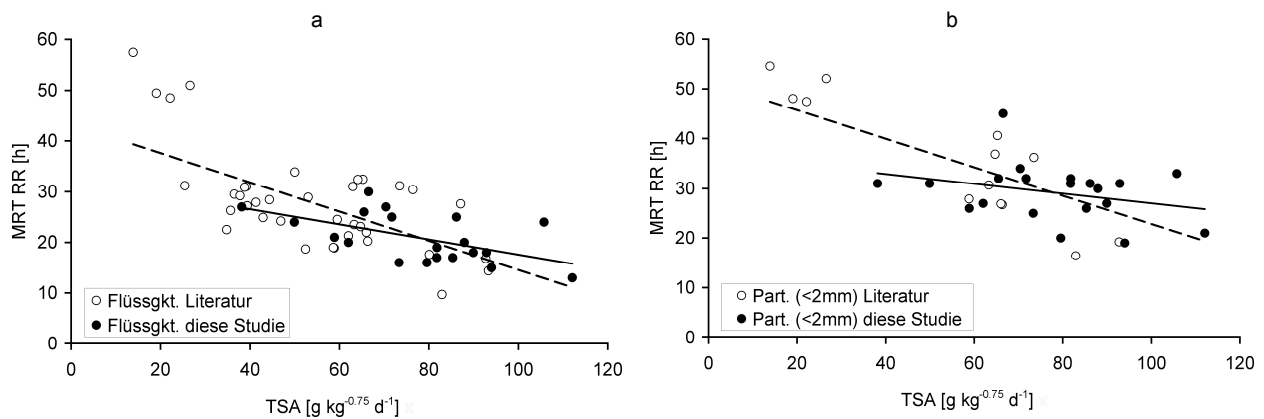 a
60
50
40
30
20
10
0
MRT RR [h]
Flüssgkt. Literatur
Flüssgkt. diese Studie
0 20 40 60 80 100 120
TSA [g kg-0.75 d-1]
b
60
50
40
30
20
10
0
MRT RR [h]
Part. (<2mm) Literatur
Part. (<2mm) diese Studie
0 20 40 60 80 100 120
TSA [g kg-0.75 d-1]